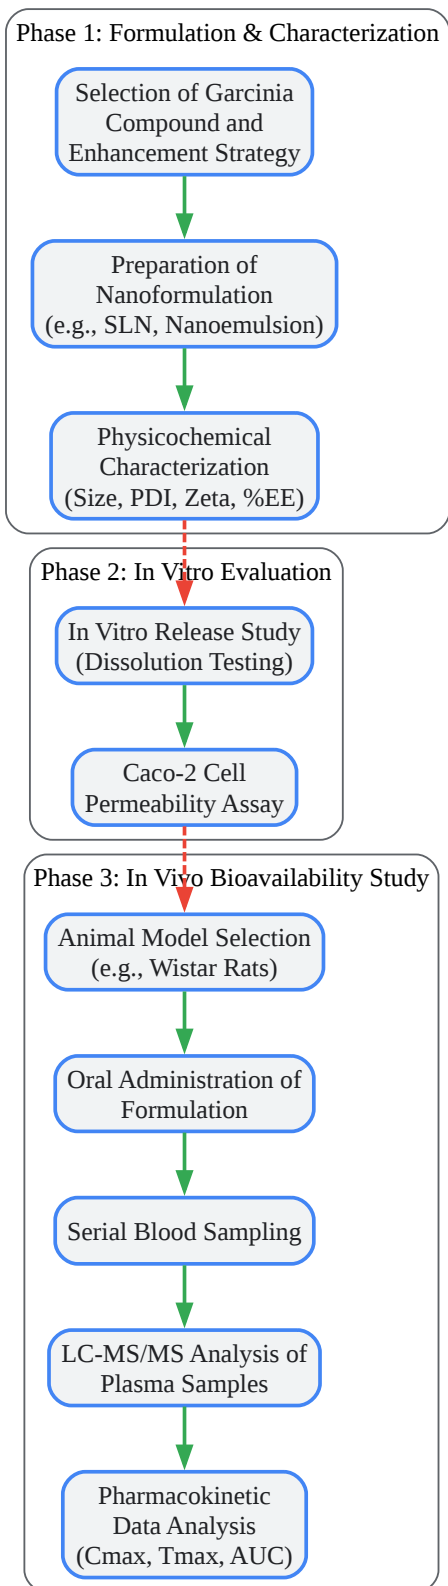 Phase 1: Formulation & Characterization
Selection of Garcinia
Compound and
Enhancement Strategy
Preparation of
Nanoformulation
(e.g., SLN, Nanoemulsion)
Physicochemical
Characterization
(Size, PDI, Zeta, %EE)
Phase 2: In Vitro Evaluation
In Vitro Release Study
(Dissolution Testing)
Caco-2 Cell
Permeability Assay
Phase 3: In Vivo Bioavailability Study
Animal Model Selection
(e.g., Wistar Rats)
Oral Administration of
Formulation
Serial Blood Sampling
LC-MS/MS Analysis of
Plasma Samples
Pharmacokinetic
Data Analysis
(Cmax, Tmax, AUC)